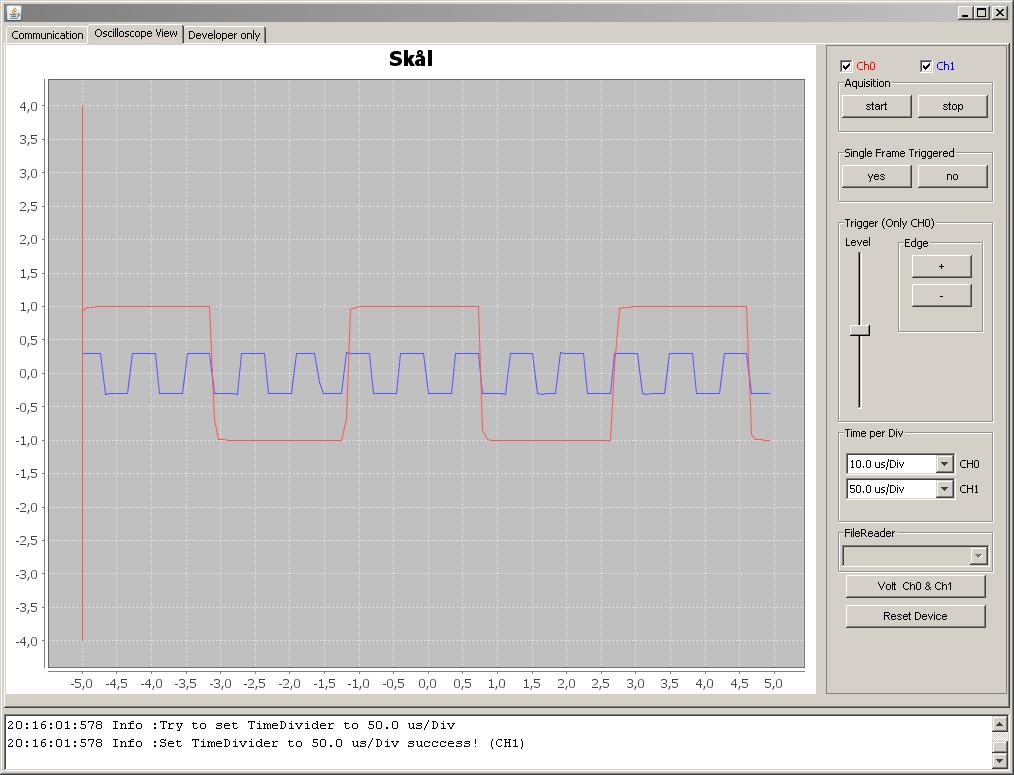 Communication Oscilloscope View Developer only
Skål
4,0
3,5
3,0
2,5
2,0
1,5
1,0
0,5
0,0
-0,5
-1,0
-1,5
-2,0
-2,5
-3,0
-3,5
-4,0
-5,0 -4,5 -4,0 -3,5 -3,0 -2,5 -2,0 -1,5 -1,0 -0,5 0,0 0,5 1,0 1,5 2,0 2,5 3,0 3,5 4,0 4,5 5,0
Ch0 Ch1
Aquisition
start stop
Single Frame Triggered
yes no
Trigger (Only CH0)
Level Edge
+
-
Time per Div
10.0 us/Div CH0
50.0 us/Div CH1
FileReader
Volt Ch0 & Ch1
Reset Device
20:16:01:578 Info :Try to set TimeDivider to 50.0 us/Div
20:16:01:578 Info :Set TimeDivider to 50.0 us/Div succcess! (CH1)